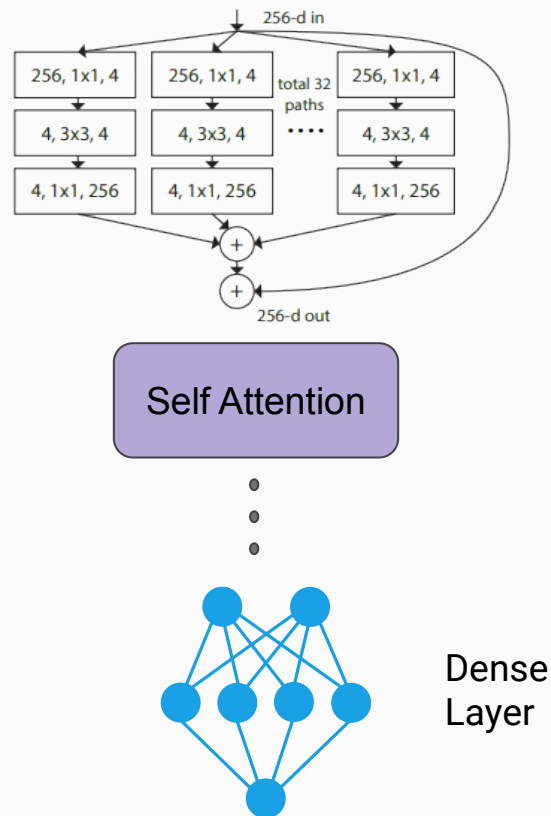 256-d in
256, 1x1, 4
256, 1x1, 4
256, 1x1, 4
total 32
paths
....
4, 3x3, 4
4, 3x3, 4
4, 3x3, 4
4, 1x1, 256
4, 1x1, 256
4, 1x1, 256
+
+
256-d out
Self Attention
Dense
Layer